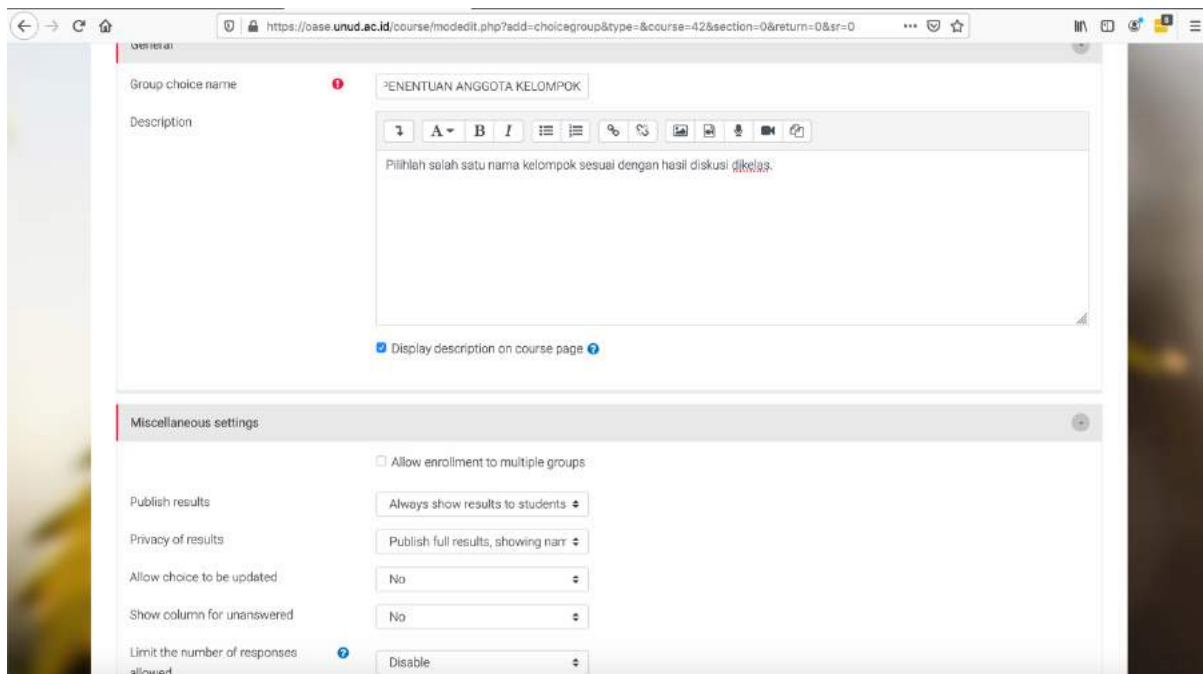 https://oase.unud.ac.id/course/modedit.php?add=choicegroup&type=&course=42&section=0&return=0&sr=0
8
General
Group choice name
PENENTUAN ANGGOTA KELOMPOK
Description
A B I
Pilihlah salah satu nama kelompok sesuai dengan hasil diskusi dikelas.
Display description on course page
Miscellaneous settings
Allow enrollment to multiple groups
Publish results Always show results to students
Privacy of results Publish full results, showing nam
Allow choice to be updated No
Show column for unanswered No
Limit the number of responses
allowed
Disable